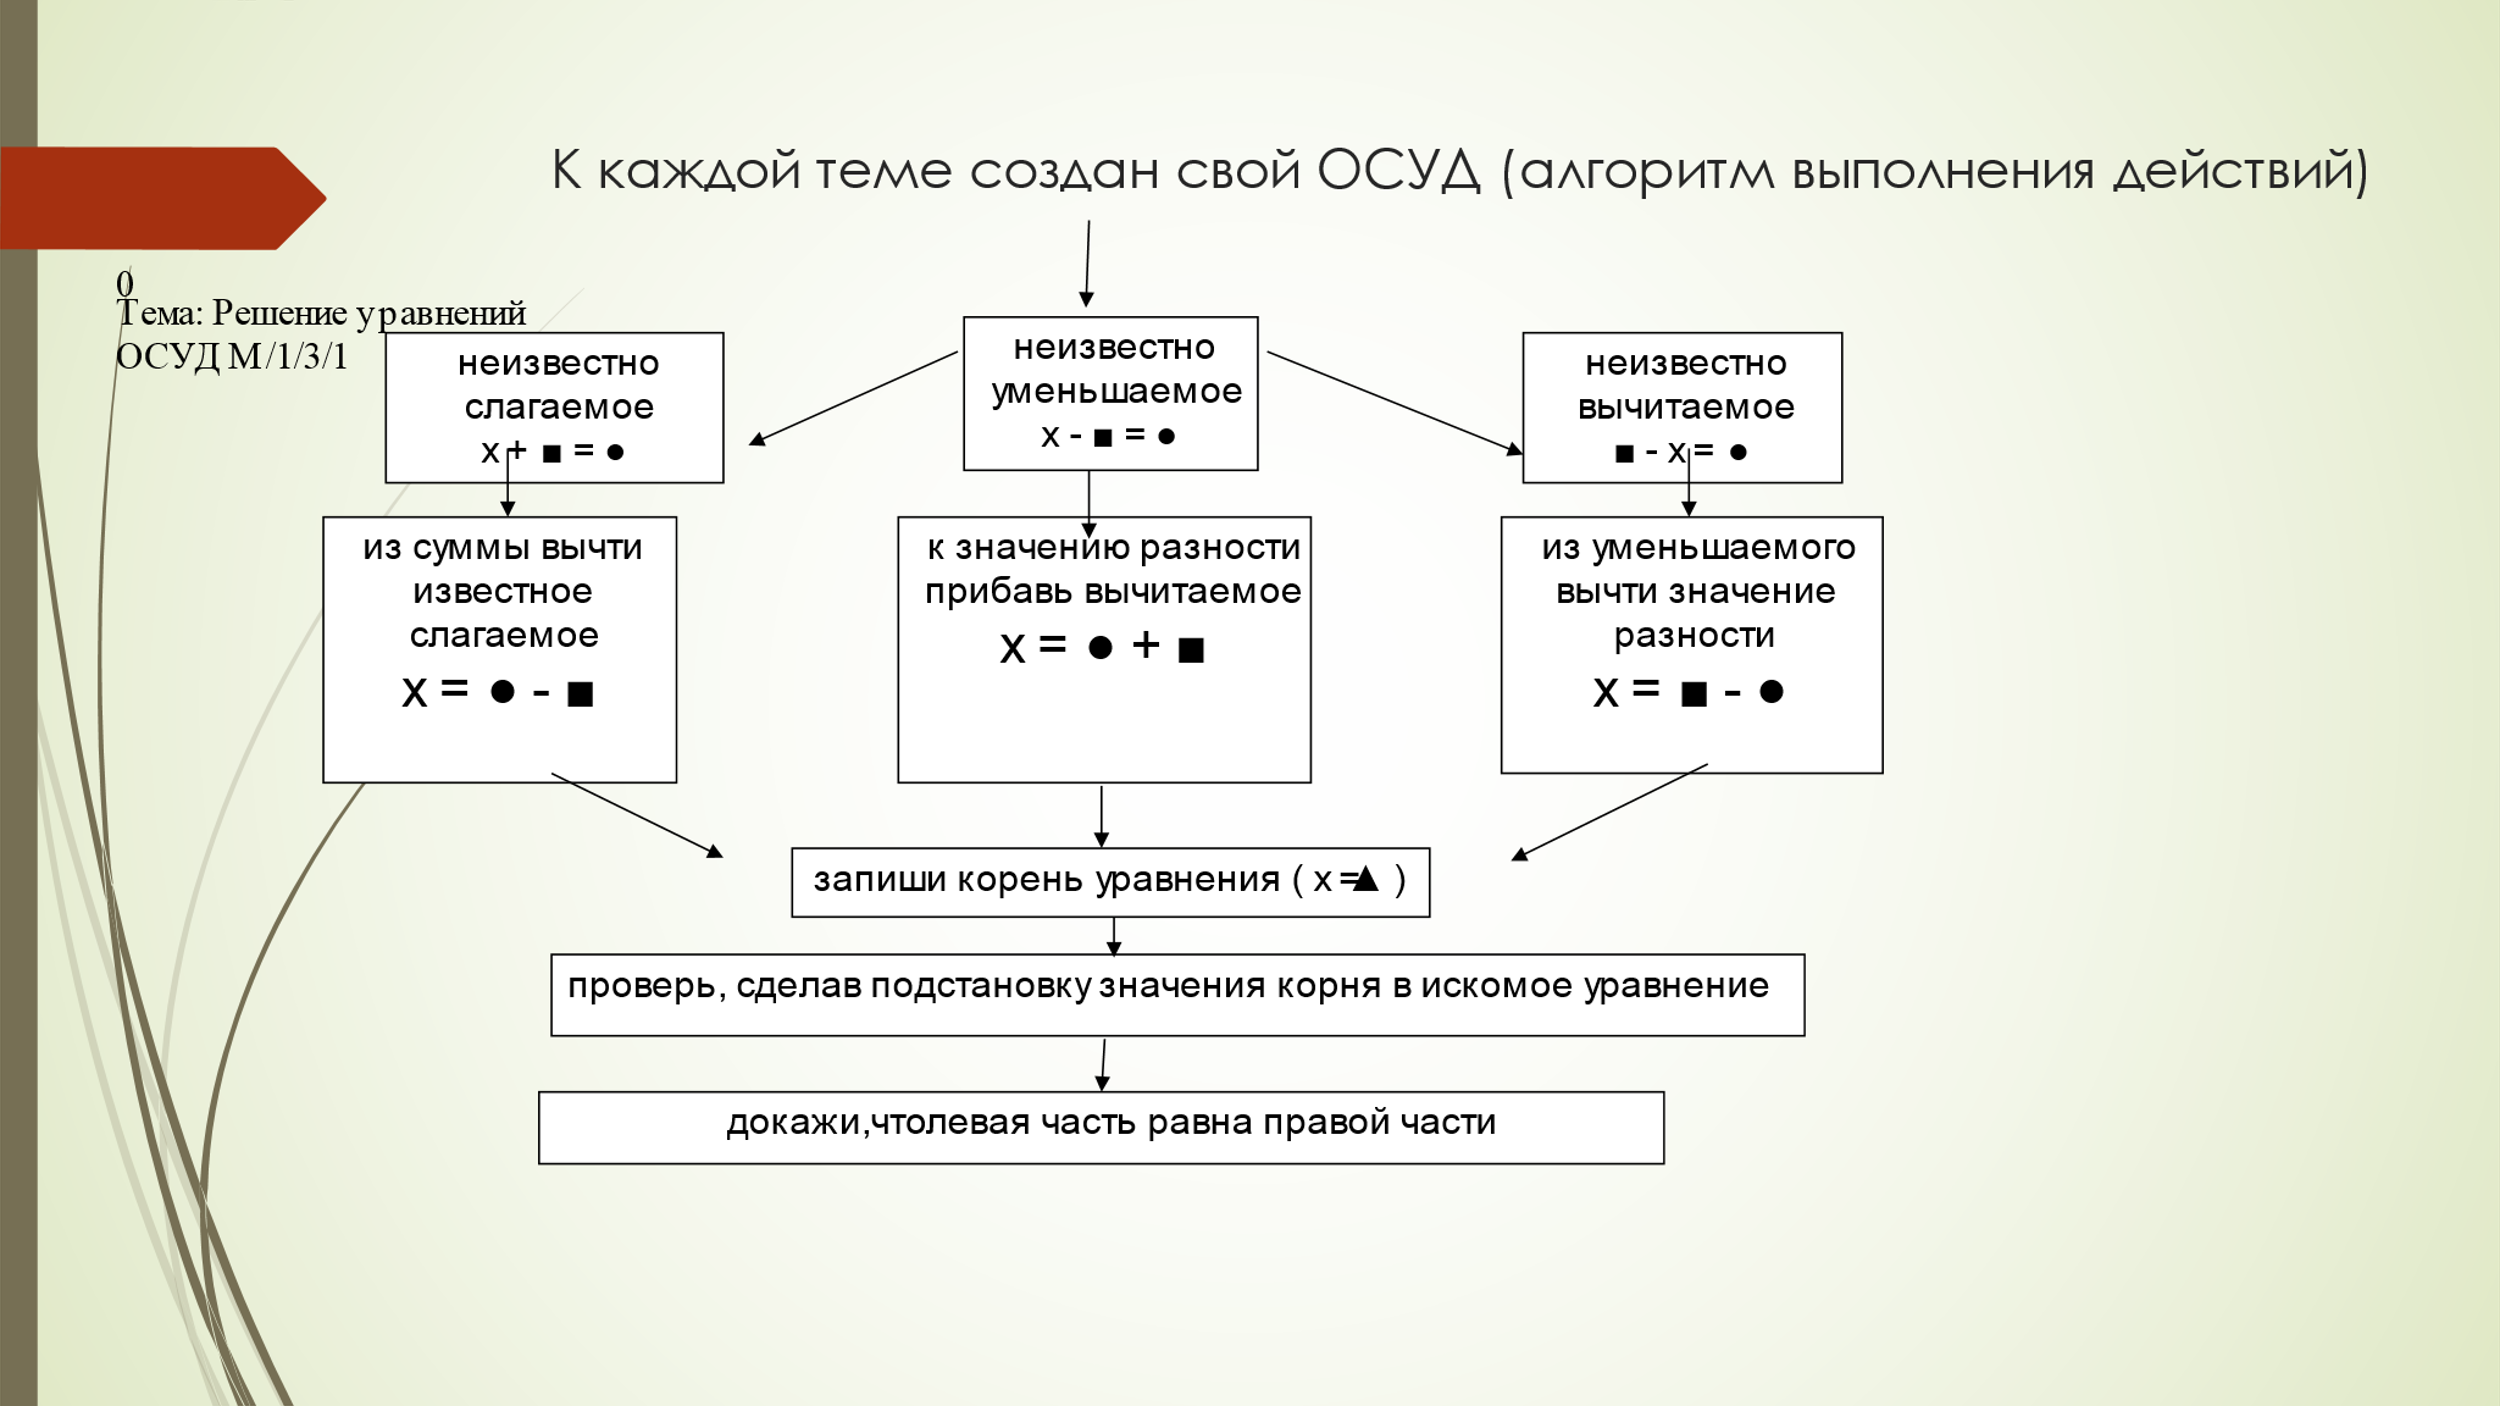 К каждой теме создан свой ОСУД (алгоритм выполнения действий)
0
Тема: Решение уравнений
ОСУД М/1/3/1
неизвестно
слагаемое
х + ■ = ●
неизвестно
уменьшаемое
х - ■ = ●
неизвестно
вычитаемое
■ - х = ●
из суммы вычти
известное
слагаемое
х = ● - ■
к значению разности
прибавь вычитаемое
х = ● + ■
из уменьшаемого
вычти значение
разности
х = ■ - ●
запиши корень уравнения ( х =▲ )
проверь, сделав подстановку значения корня в искомое уравнение
докажи,чтолевая часть равна правой части